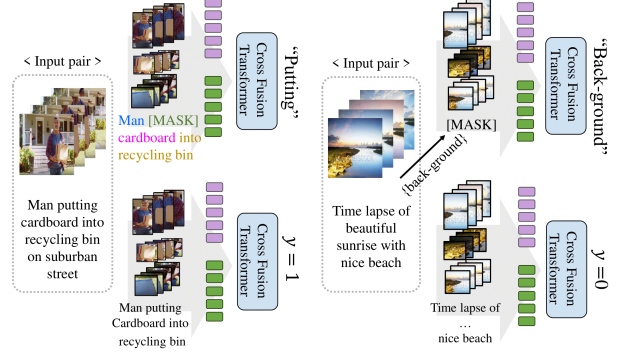 < Input pair >
Man putting
cardboard into
recycling bin
on suburban
street
Man [MASK]
cardboard into
recycling bin
Cross Fusion
Transformer
“Putting”
Man putting
Cardboard into
recycling bin
Cross Fusion
Transformer
y = 1
< Input pair >
Time lapse of
beautiful
sunrise with
nice beach
{back-ground}
[MASK]
Cross Fusion
Transformer
“Back-ground”
Time lapse of
…
nice beach
Cross Fusion
Transformer
y =0